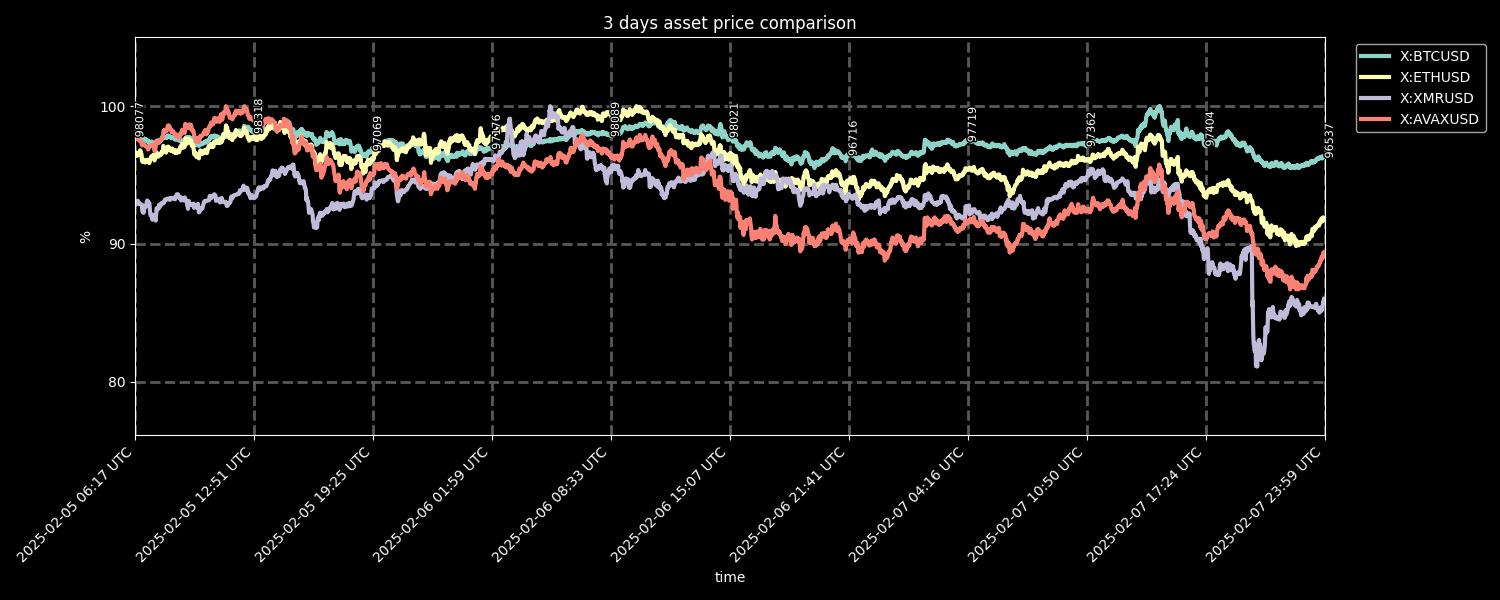 3 days asset price comparison
X:BTCUSD
X:ETHUSD
X:XMRUSD
X:AVAXUSD
100
90
80
%
98077
98318
97069
97176
98089
98021
96716
97719
97362
97404
96537
2025-02-05 06:17 UTC
2025-02-05 12:51 UTC
2025-02-05 19:25 UTC
2025-02-06 01:59 UTC
2025-02-06 08:33 UTC
2025-02-06 15:07 UTC
2025-02-06 21:41 UTC
2025-02-07 04:16 UTC
2025-02-07 10:50 UTC
2025-02-07 17:24 UTC
2025-02-07 23:59 UTC
time